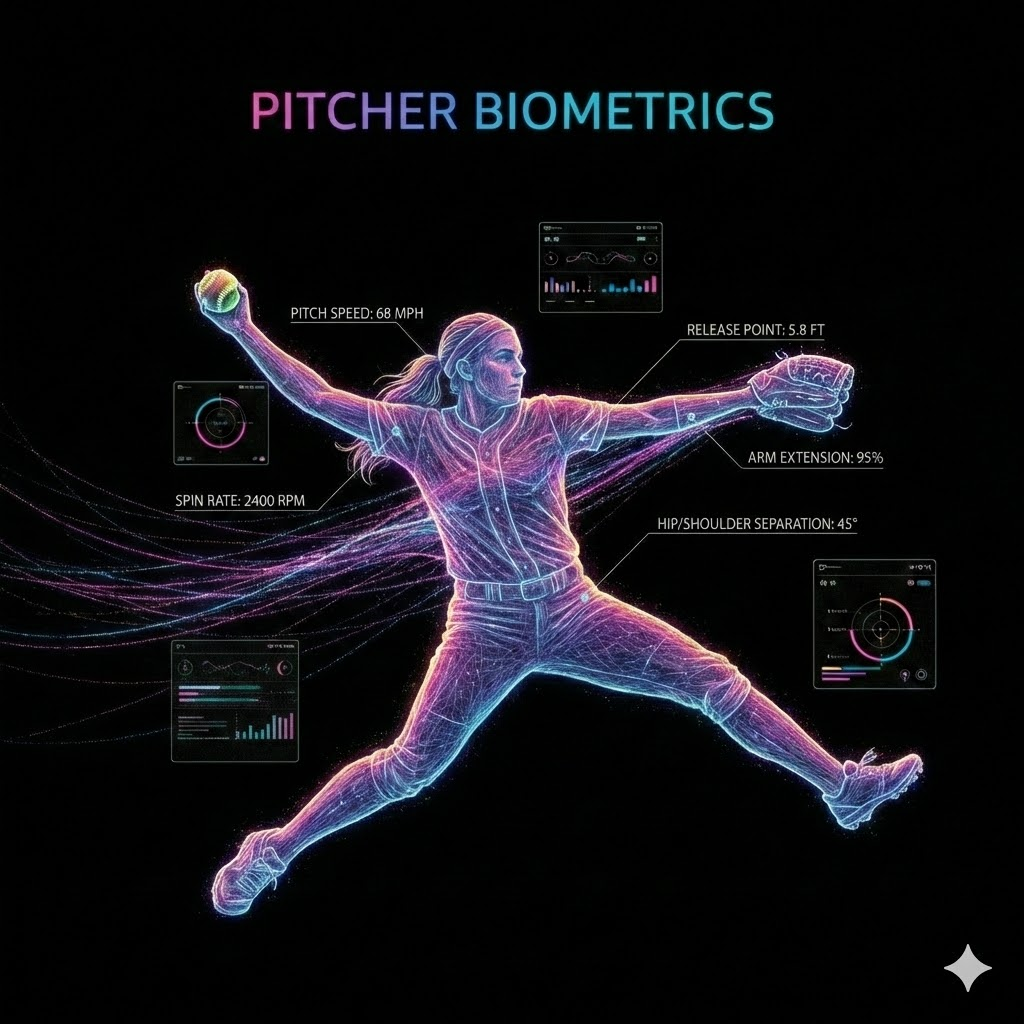 PITCHER BIOMETRICS
PITCH SPEED: 68 MPH
RELEASE POINT: 5.8 FT
ARM EXTENSION: 95%
SPIN RATE: 2400 RPM
HIP/SHOULDER SEPARATION: 45°